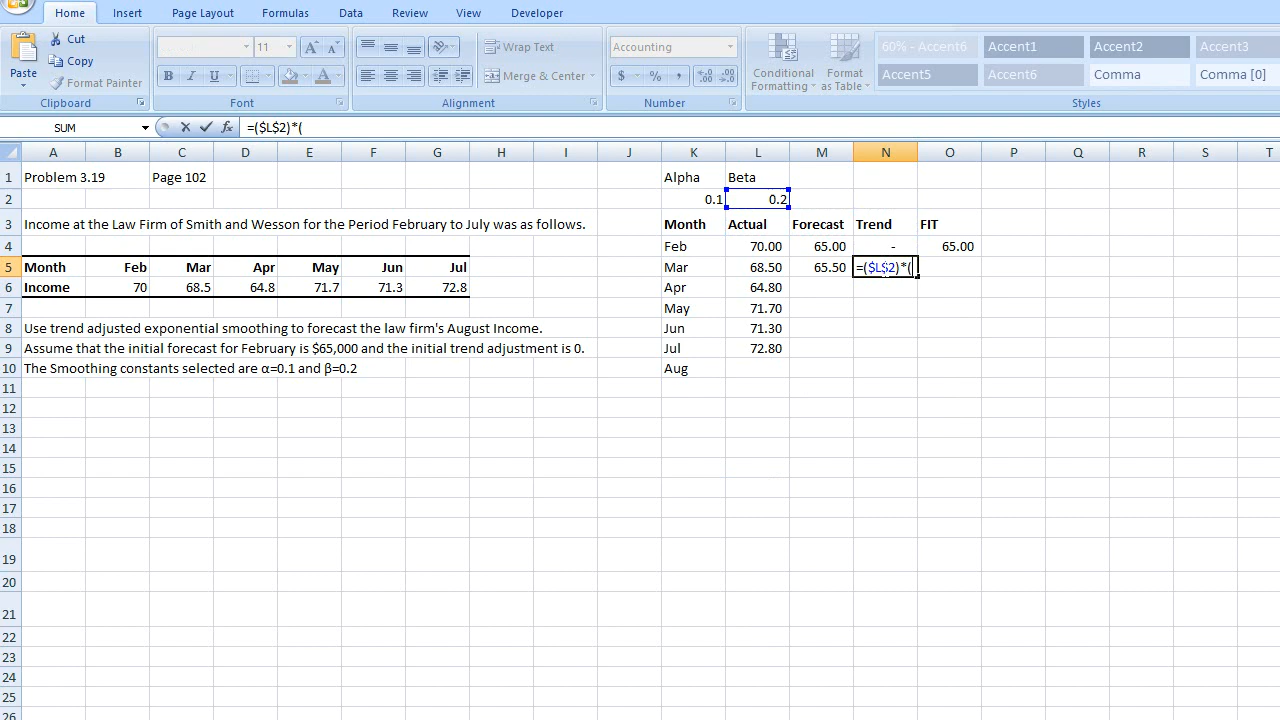 Home Insert Page Layout Formulas Data Review View Developer
Cut
Copy
Format Painter
Paste
Clipboard
11
B I U
A A
Font
Wrap Text
Merge & Center
Alignment
Accounting
$ % ,
Number
Conditional Formatting
Format as Table
60% - Accent6 Accent1 Accent2 Accent3
Accent5 Accent6 Comma Comma [0]
Styles
SUM fx =($L$2)*(
A B C D E F G H I J K L M N O P Q R S T
1 Problem 3.19 Page 102 Alpha Beta
2 0.1 0.2
3 Income at the Law Firm of Smith and Wesson for the Period February to July was as follows. Month Actual Forecast Trend FIT
4 Feb 70.00 65.00 - 65.00
5 Month Feb Mar Apr May Jun Jul Mar 68.50 65.50 =($L$2)*(
6 Income 70 68.5 64.8 71.7 71.3 72.8 Apr 64.80
7 May 71.70
8 Use trend adjusted exponential smoothing to forecast the law firm's August Income. Jun 71.30
9 Assume that the initial forecast for February is $65,000 and the initial trend adjustment is 0. Jul 72.80
10 The Smoothing constants selected are α=0.1 and β=0.2 Aug
11
12
13
14
15
16
17
18
19
20
21
22
23
24
25
26